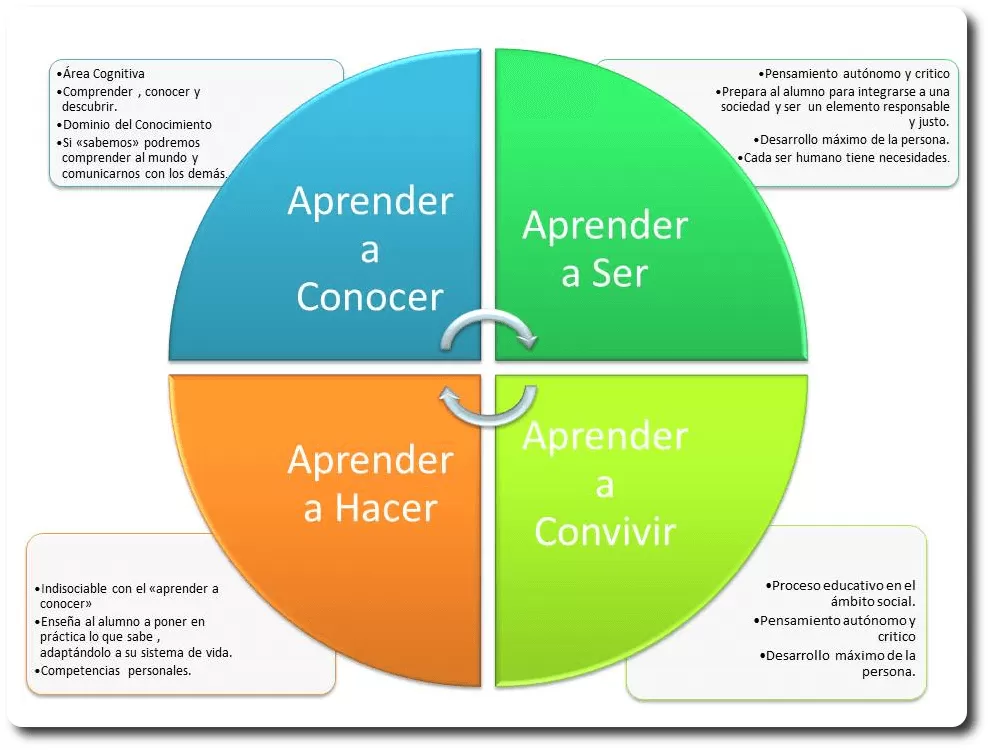 •Área Cognitiva
•Comprender , conocer y
descubrir.
•Dominio del Conocimiento
•Si «sabemos» podremos
comprender al mundo y
comunicarnos con los demás.
Aprender
a
Conocer
•Pensamiento autónomo y critico
•Prepara al alumno para integrarse a una
sociedad y ser un elemento responsable
y justo.
•Desarrollo máximo de la persona.
•Cada ser humano tiene necesidades.
Aprender
a Ser
Aprender
a Hacer
•Indisociable con el «aprender a
conocer»
•Enseña al alumno a poner en
práctica lo que sabe ,
adaptándolo a su sistema de vida.
•Competencias personales.
Aprender
a
Convivir
•Proceso educativo en el
ámbito social.
•Pensamiento autónomo y
critico
•Desarrollo máximo de la
persona.